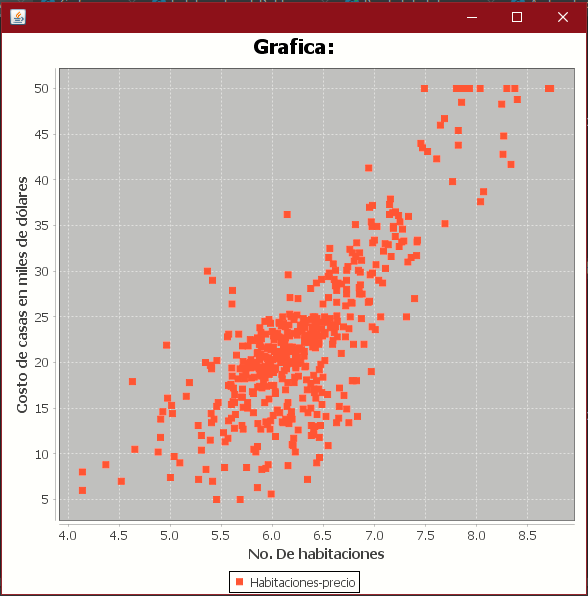 Grafica:
50
45
40
35
30
25
20
15
10
5
Costo de casas en miles de dólares
4.0 4.5 5.0 5.5 6.0 6.5 7.0 7.5 8.0 8.5
No. De habitaciones
Habitaciones-precio